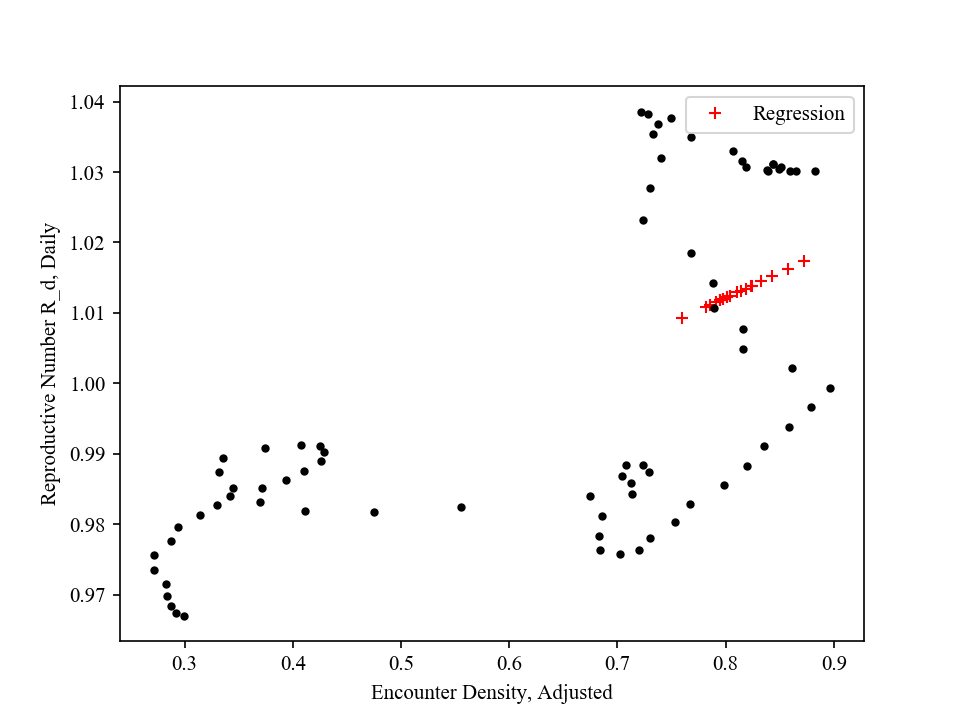 Regression
1.04
1.03
1.02
1.01
1.00
0.99
0.98
0.97
Reproductive Number R_d, Daily
0.3 0.4 0.5 0.6 0.7 0.8 0.9
Encounter Density, Adjusted